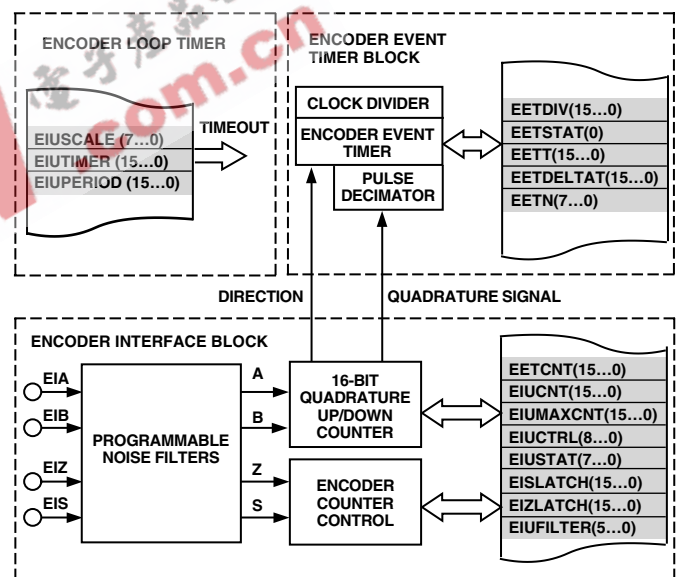 ENCODER LOOP TIMER
EIUSCALE (7...0)
EIUTIMER (15...0)
EIUPERIOD (15...0)
TIMEOUT
ENCODER EVENT
TIMER BLOCK
CLOCK DIVIDER
ENCODER EVENT
TIMER
PULSE
DECIMATOR
EETDIV(15...0)
EETSTAT(0)
EETT(15...0)
EETDELTAT(15...0)
EETN(7...0)
DIRECTION
QUADRATURE SIGNAL
ENCODER INTERFACE BLOCK
EIA
EIB
EIZ
EIS
PROGRAMMABLE
NOISE FILTERS
A
B
Z
S
16-BIT
QUADRATURE
UP/DOWN
COUNTER
ENCODER
COUNTER
CONTROL
EETCNT(15...0)
EIUCNT(15...0)
EIUMAXCNT(15...0)
EIUCTRL(8...0)
EIUSTAT(7...0)
EISLATCH(15...0)
EIZLATCH(15...0)
EIUFILTER(5...0)
.com.cn